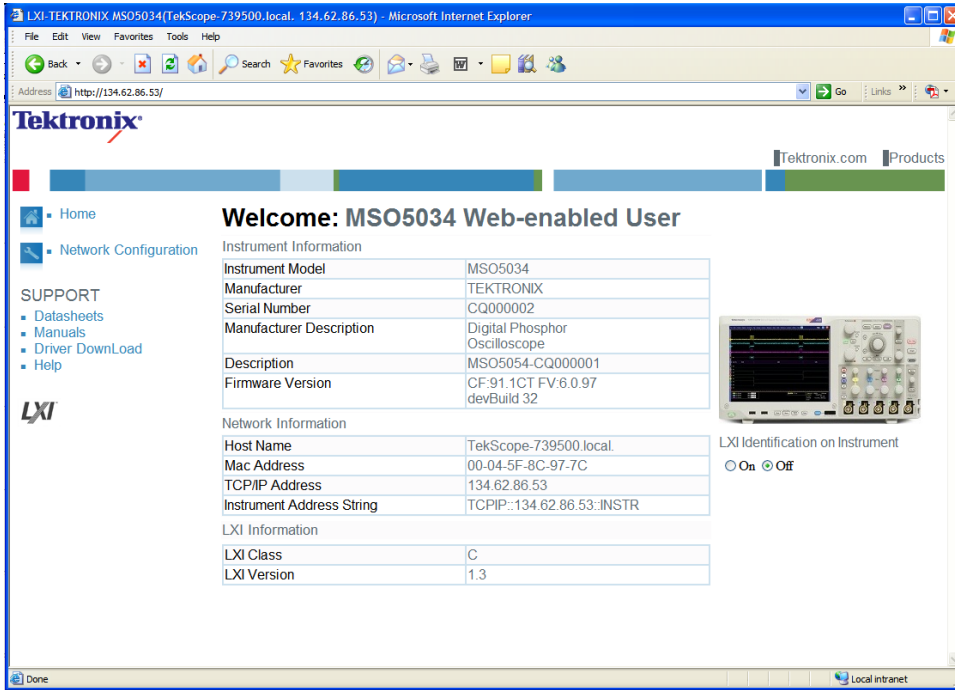 LXI-TEKTRONIX MSO5034(TekScope-739500.local. 134.62.86.53) - Microsoft Internet Explorer
File Edit View Favorites Tools Help
Back Search Favorites
Address http://134.62.86.53/ Go Links »
Tektronix
Tektronix.com Products
Home
Network Configuration
SUPPORT
Datasheets
Manuals
Driver DownLoad
Help
LXI
Welcome: MSO5034 Web-enabled User
Instrument Information
Instrument Model MSO5034
Manufacturer TEKTRONIX
Serial Number CQ000002
Manufacturer Description Digital Phosphor
Oscilloscope
Description MSO5054-CQ000001
Firmware Version CF:91.1CT FV:6.0.97
devBuild 32
Network Information
Host Name TekScope-739500.local.
Mac Address 00-04-5F-8C-97-7C
TCP/IP Address 134.62.86.53
Instrument Address String TCPIP::134.62.86.53::INSTR
LXI Information
LXI Class C
LXI Version 1.3
LXI Identification on Instrument
On Off
Done Local intranet